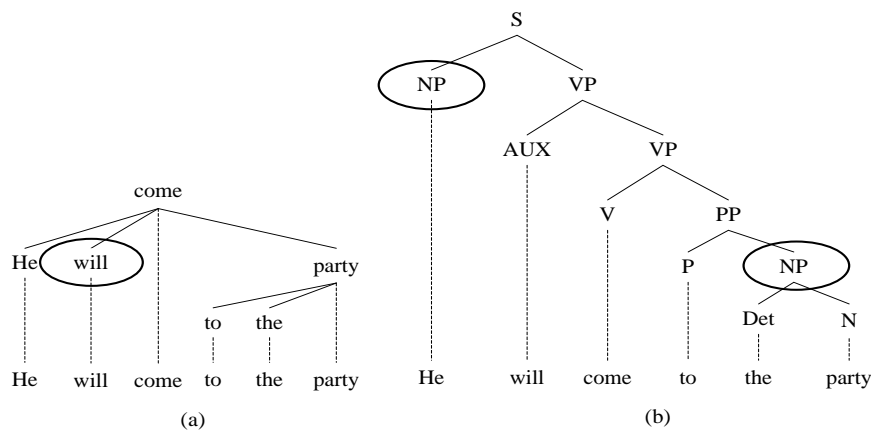 S
NP VP
AUX VP
come
V PP
He will party
P NP
to the
Det N
He will come to the party
He will come to the party
(a)
(b)